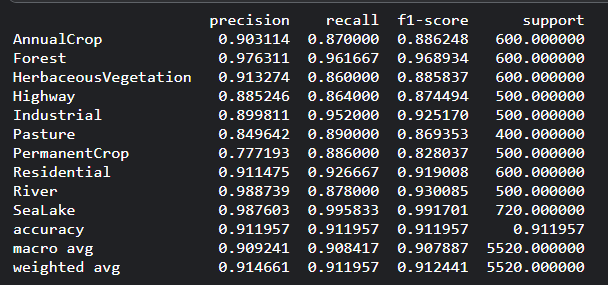 precision recall f1-score support
AnnualCrop 0.903114 0.870000 0.886248 600.000000
Forest 0.976311 0.961667 0.968934 600.000000
HerbaceousVegetation 0.913274 0.860000 0.885837 600.000000
Highway 0.885246 0.864000 0.874494 500.000000
Industrial 0.899811 0.952000 0.925170 500.000000
Pasture 0.849642 0.890000 0.869353 400.000000
PermanentCrop 0.777193 0.886000 0.828037 500.000000
Residential 0.911475 0.926667 0.919008 600.000000
River 0.988739 0.878000 0.930085 500.000000
SeaLake 0.987603 0.995833 0.991701 720.000000
accuracy 0.911957 0.911957 0.911957 0.911957
macro avg 0.909241 0.908417 0.907887 5520.000000
weighted avg 0.914661 0.911957 0.912441 5520.000000